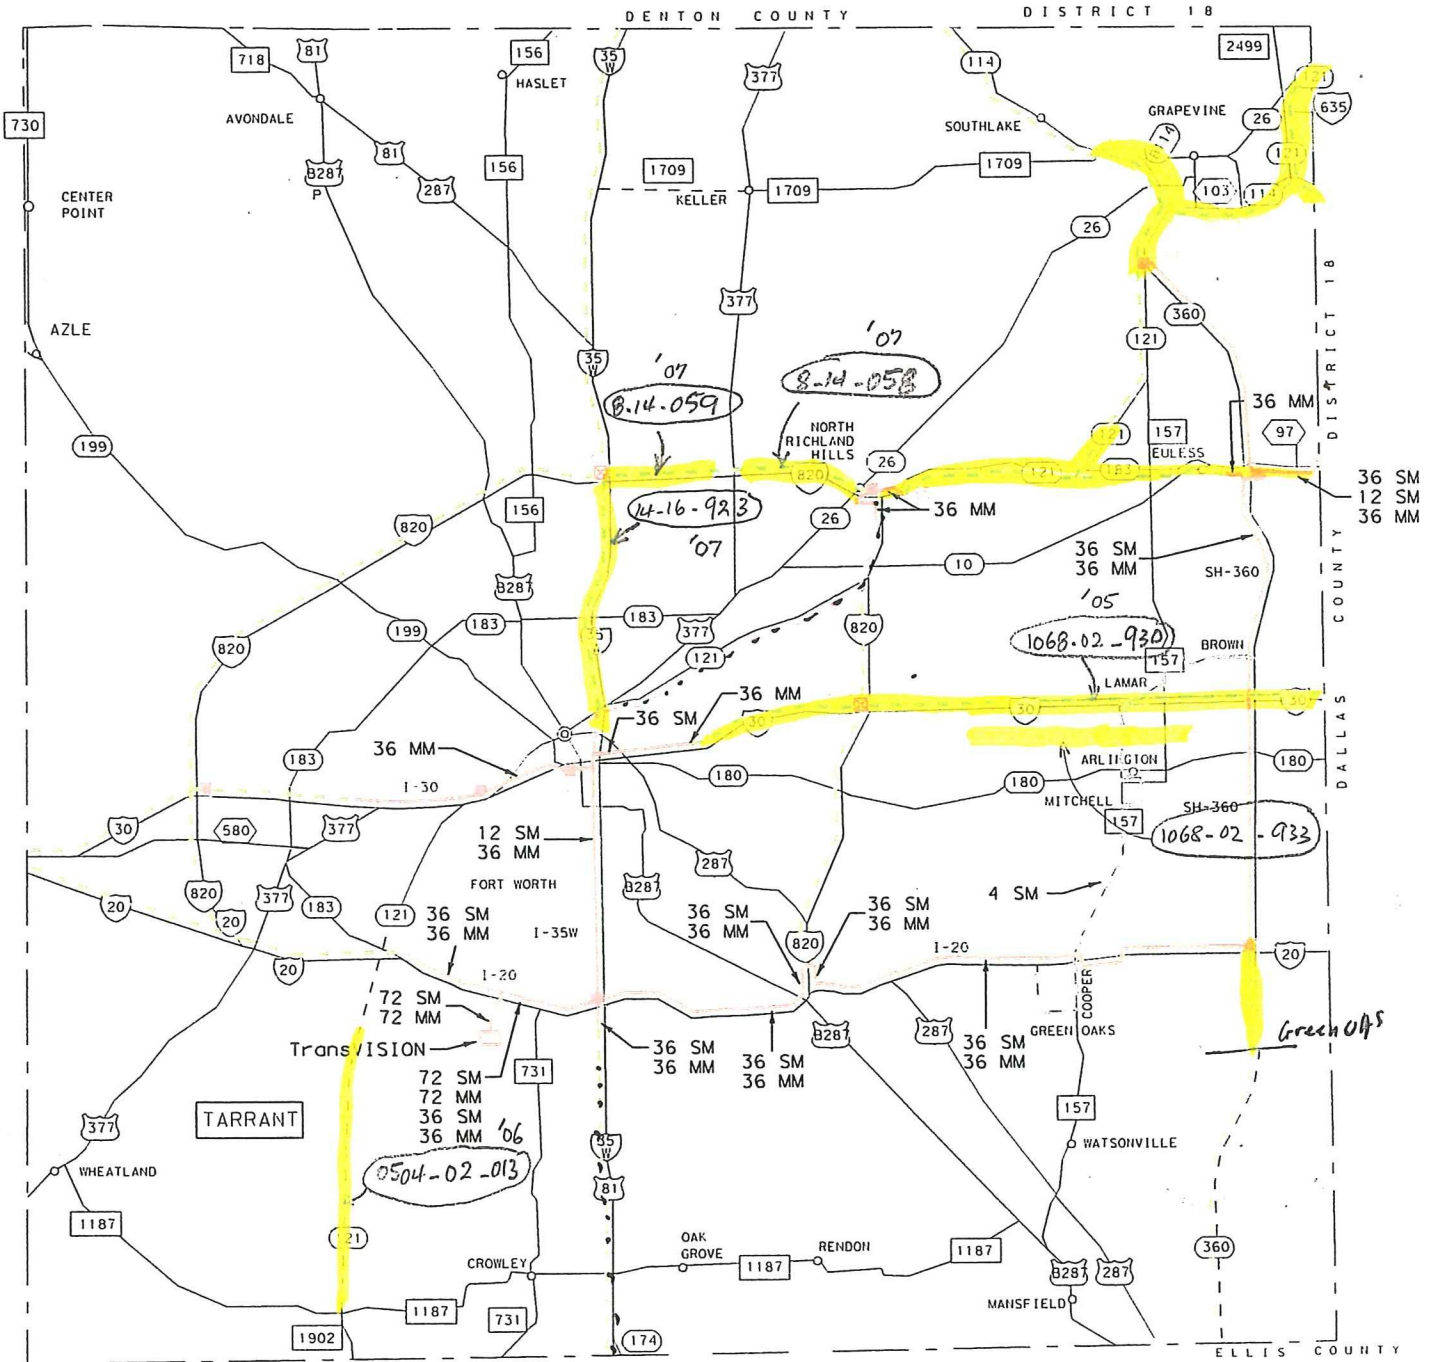 DENTON COUNTY
DISTRICT 18
81
718
156
HASLET
35 W
377
114
2499
121
635
AVONDALE
GRAPEVINE
SOUTHLAKE
26
114
730
81
B287
P
156
287
1709
1709
1709
121
CENTER
POINT
KELLER
103
114
26
DISTRICT 18
377
360
AZLE
121
35 W
'07
8-14-059
'07
8-14-058
36 MM
NORTH
RICHLAND
HILLS
121
157
97
EULESS
199
26
820
121
183
36 SM
12 SM
36 MM
14-16-923
'07
156
820
26
36 MM
36 SM
36 MM
10
SH-360
COUNTY
B287
'05
183
183
199
377
820
1068-02-930
157
BROWN
820
121
LAMAR
36 MM
36 SM
30
30
30
DALLAS
36 MM
183
180
180
ARLINGTON
180
I-30
MITCHELL
SH-360
157
1068-02-933
30
580
377
12 SM
36 MM
287
FORT WORTH
B287
820
377
4 SM
20
20
183
121
36 SM
36 MM
I-35W
36 SM
36 MM
36 SM
36 MM
820
I-20
20
20
I-20
72 SM
72 MM
COOPER
GREEN OAKS
Green OAS
TransVISION
B287
287
36 SM
36 MM
36 SM
36 MM
36 SM
36 MM
72 SM
72 MM
36 SM
36 MM
731
TARRANT
157
377
'06
35 W
WATSONVILLE
WHEATLAND
0504-02-013
81
1187
121
OAK
GROVE
RENDON
1187
360
CROWLEY
1187
B287
287
MANSFIELD
1187
731
1902
174
ELLIS COUNTY